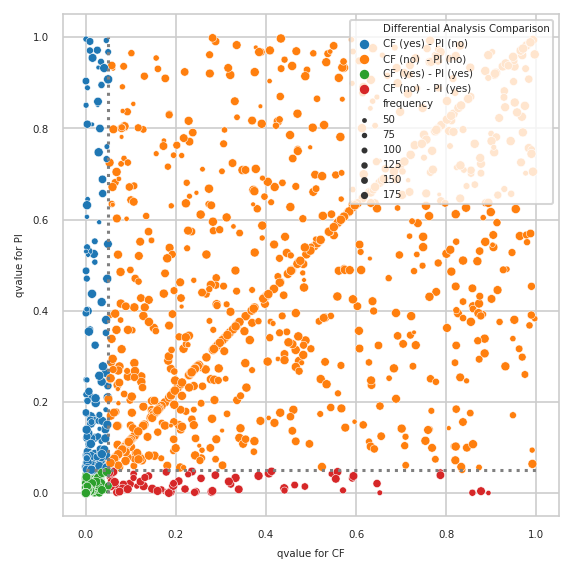 Differential Analysis Comparison
CF (yes) - PI (no)
CF (no) - PI (no)
CF (yes) - PI (yes)
CF (no) - PI (yes)
frequency
50
75
100
125
150
175
1.0
0.8
0.6
0.4
0.2
0.0
qvalue for PI
0.0 0.2 0.4 0.6 0.8 1.0
qvalue for CF